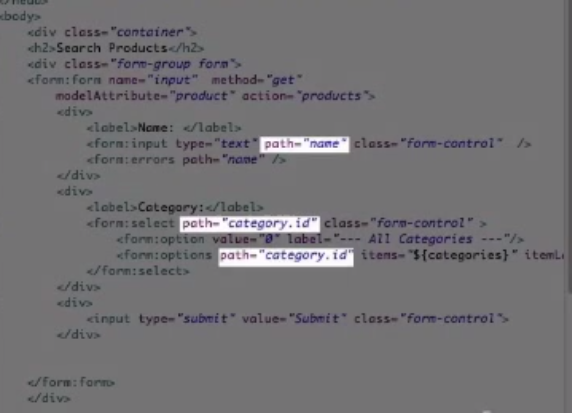 </head>
<body>
<div class="container">
<h2>Search Products</h2>
<div class="form-group form">
<form:form name="input" method="get"
modelAttribute="product" action="products">
<div>
<label>Name: </label>
<form:input type="text" path="name" class="form-control" />
<form:errors path="name" />
</div>
<div>
<label>Category:</label>
<form:select path="category.id" class="form-control" >
<form:option value="0" label="--- All Categories ---"/>
<form:options path="category.id" items="${categories}"
</form:select>
</div>
<div>
<input type="submit" value="Submit" class="form-control">
</div>
</form:form>
</div>